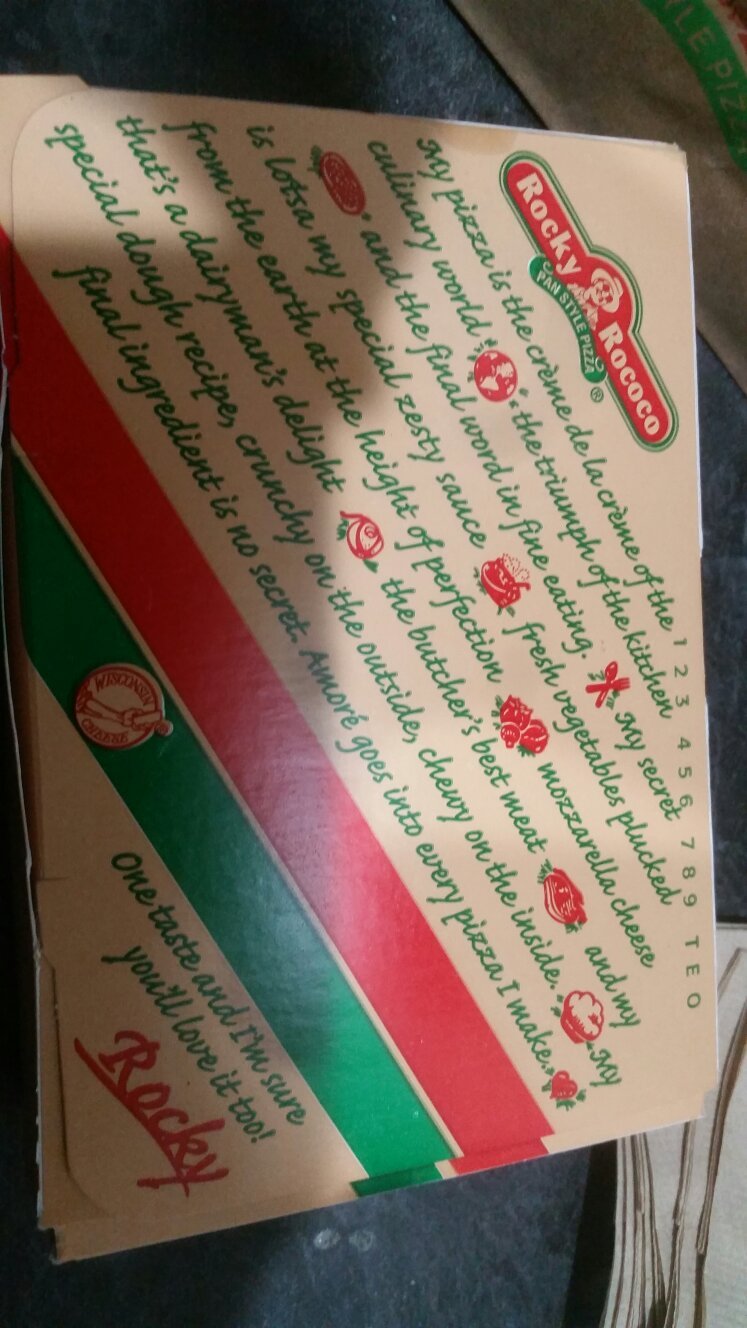 Rocky Rococo
PAN STYLE PIZZA ®
My pizza is the crème de la crème of the
culinary world the triumph of the kitchen
and the final word in fine eating. My secret
is lotsa my special zesty sauce fresh vegetables plucked
from the earth at the height of perfection mozzarella cheese
that's a dairyman's delight the butcher's best meat and my
special dough recipe, crunchy on the outside, chewy on the inside. My
final ingredient is no secret. Amoré goes into every pizza I make.
1 2 3 4 5 6 7 8 9 T E O
WISCONSIN
CHEESE
One taste and I'm sure
you'll love it too!
Rocky
YLE PIZZ